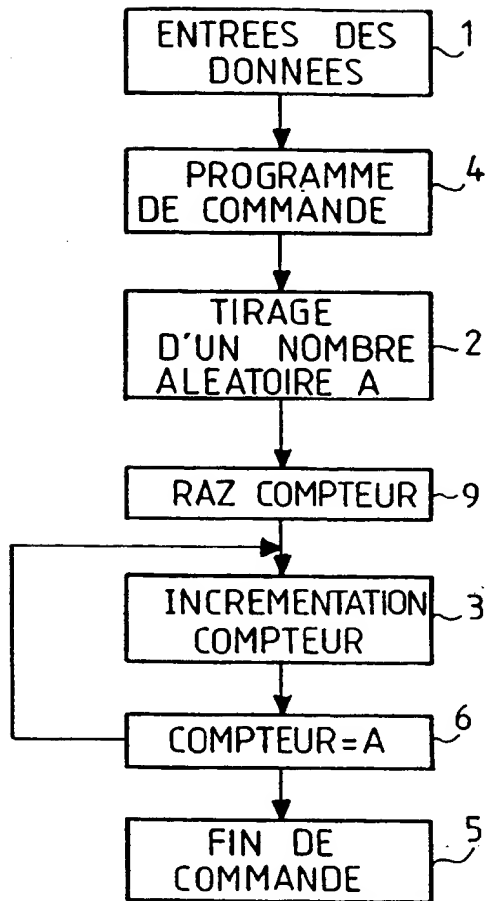 ENTREES DES
DONNEES
1
PROGRAMME
DE COMMANDE
4
TIRAGE
D'UN NOMBRE
ALEATOIRE A
2
RAZ COMPTEUR
9
INCREMENTATION
COMPTEUR
3
COMPTEUR=A
6
FIN DE
COMMANDE
5